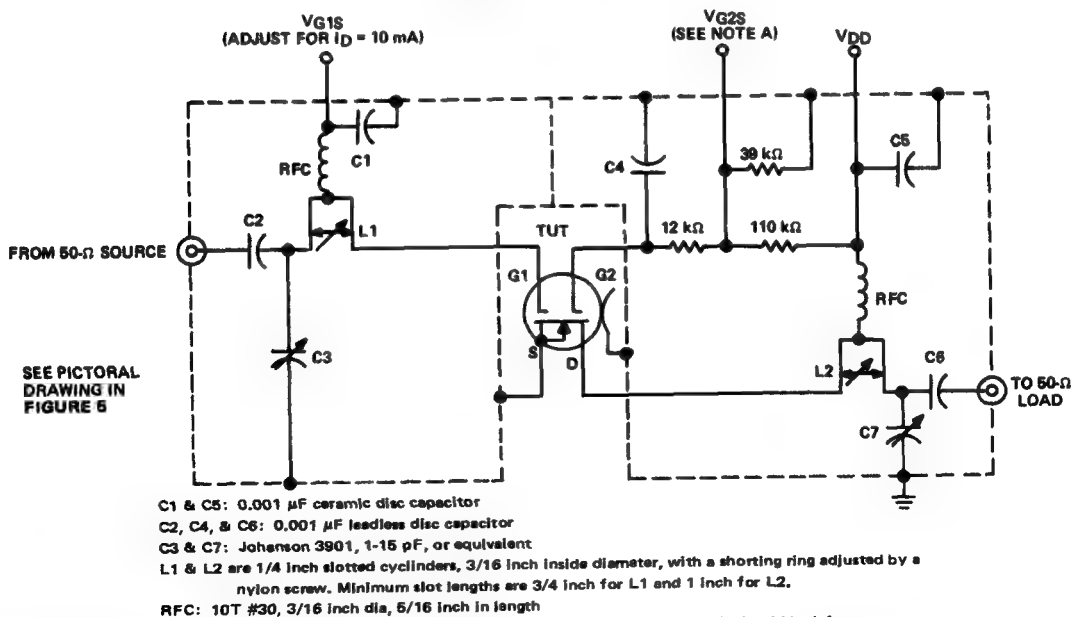 VG1S
(ADJUST FOR ID = 10 mA)
VG2S
(SEE NOTE A)
VDD
C1
RFC
C4
39 kΩ
C5
C2
L1
TUT
12 kΩ
110 kΩ
FROM 50-Ω SOURCE
G1
G2
RFC
C3
S
D
L2
C6
SEE PICTORAL
DRAWING IN
FIGURE 5
TO 50-Ω
LOAD
C7
C1 & C5: 0.001 μF ceramic disc capacitor
C2, C4, & C6: 0.001 μF leadless disc capacitor
C3 & C7: Johanson 3901, 1-15 pF, or equivalent
L1 & L2 are 1/4 inch slotted cyclinders, 3/16 inch inside diameter, with a shorting ring adjusted by a
nylon screw. Minimum slot lengths are 3/4 inch for L1 and 1 inch for L2.
RFC: 10T #30, 3/16 inch dia, 5/16 inch in length